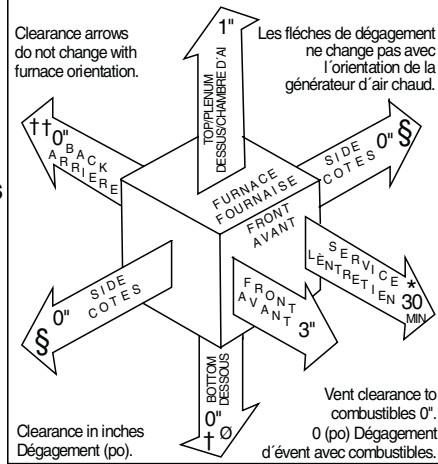 Clearance arrows
do not change with
furnace orientation.
1"
TOP/PLENUM
DESSUS/CHAMBRE D´AI
Les fléches de dégagement
ne change pas avec
l´orientation de la
générateur d´air chaud.
††0"
BACK
ARRIERE
SIDE
COTES
0" §
FURNACE
FOURNAISE
FRONT
AVANT
SERVICE
LÈNTRETIEN
*
30
MIN
S
SIDE
COTES
0"
§
FRONT
AVANT
3"
BOTTOM
DESSOUS
0"
† Ø
Clearance in inches
Dégagement (po).
Vent clearance to
combustibles 0".
0 (po) Dégagement
d´évent avec combustibles.